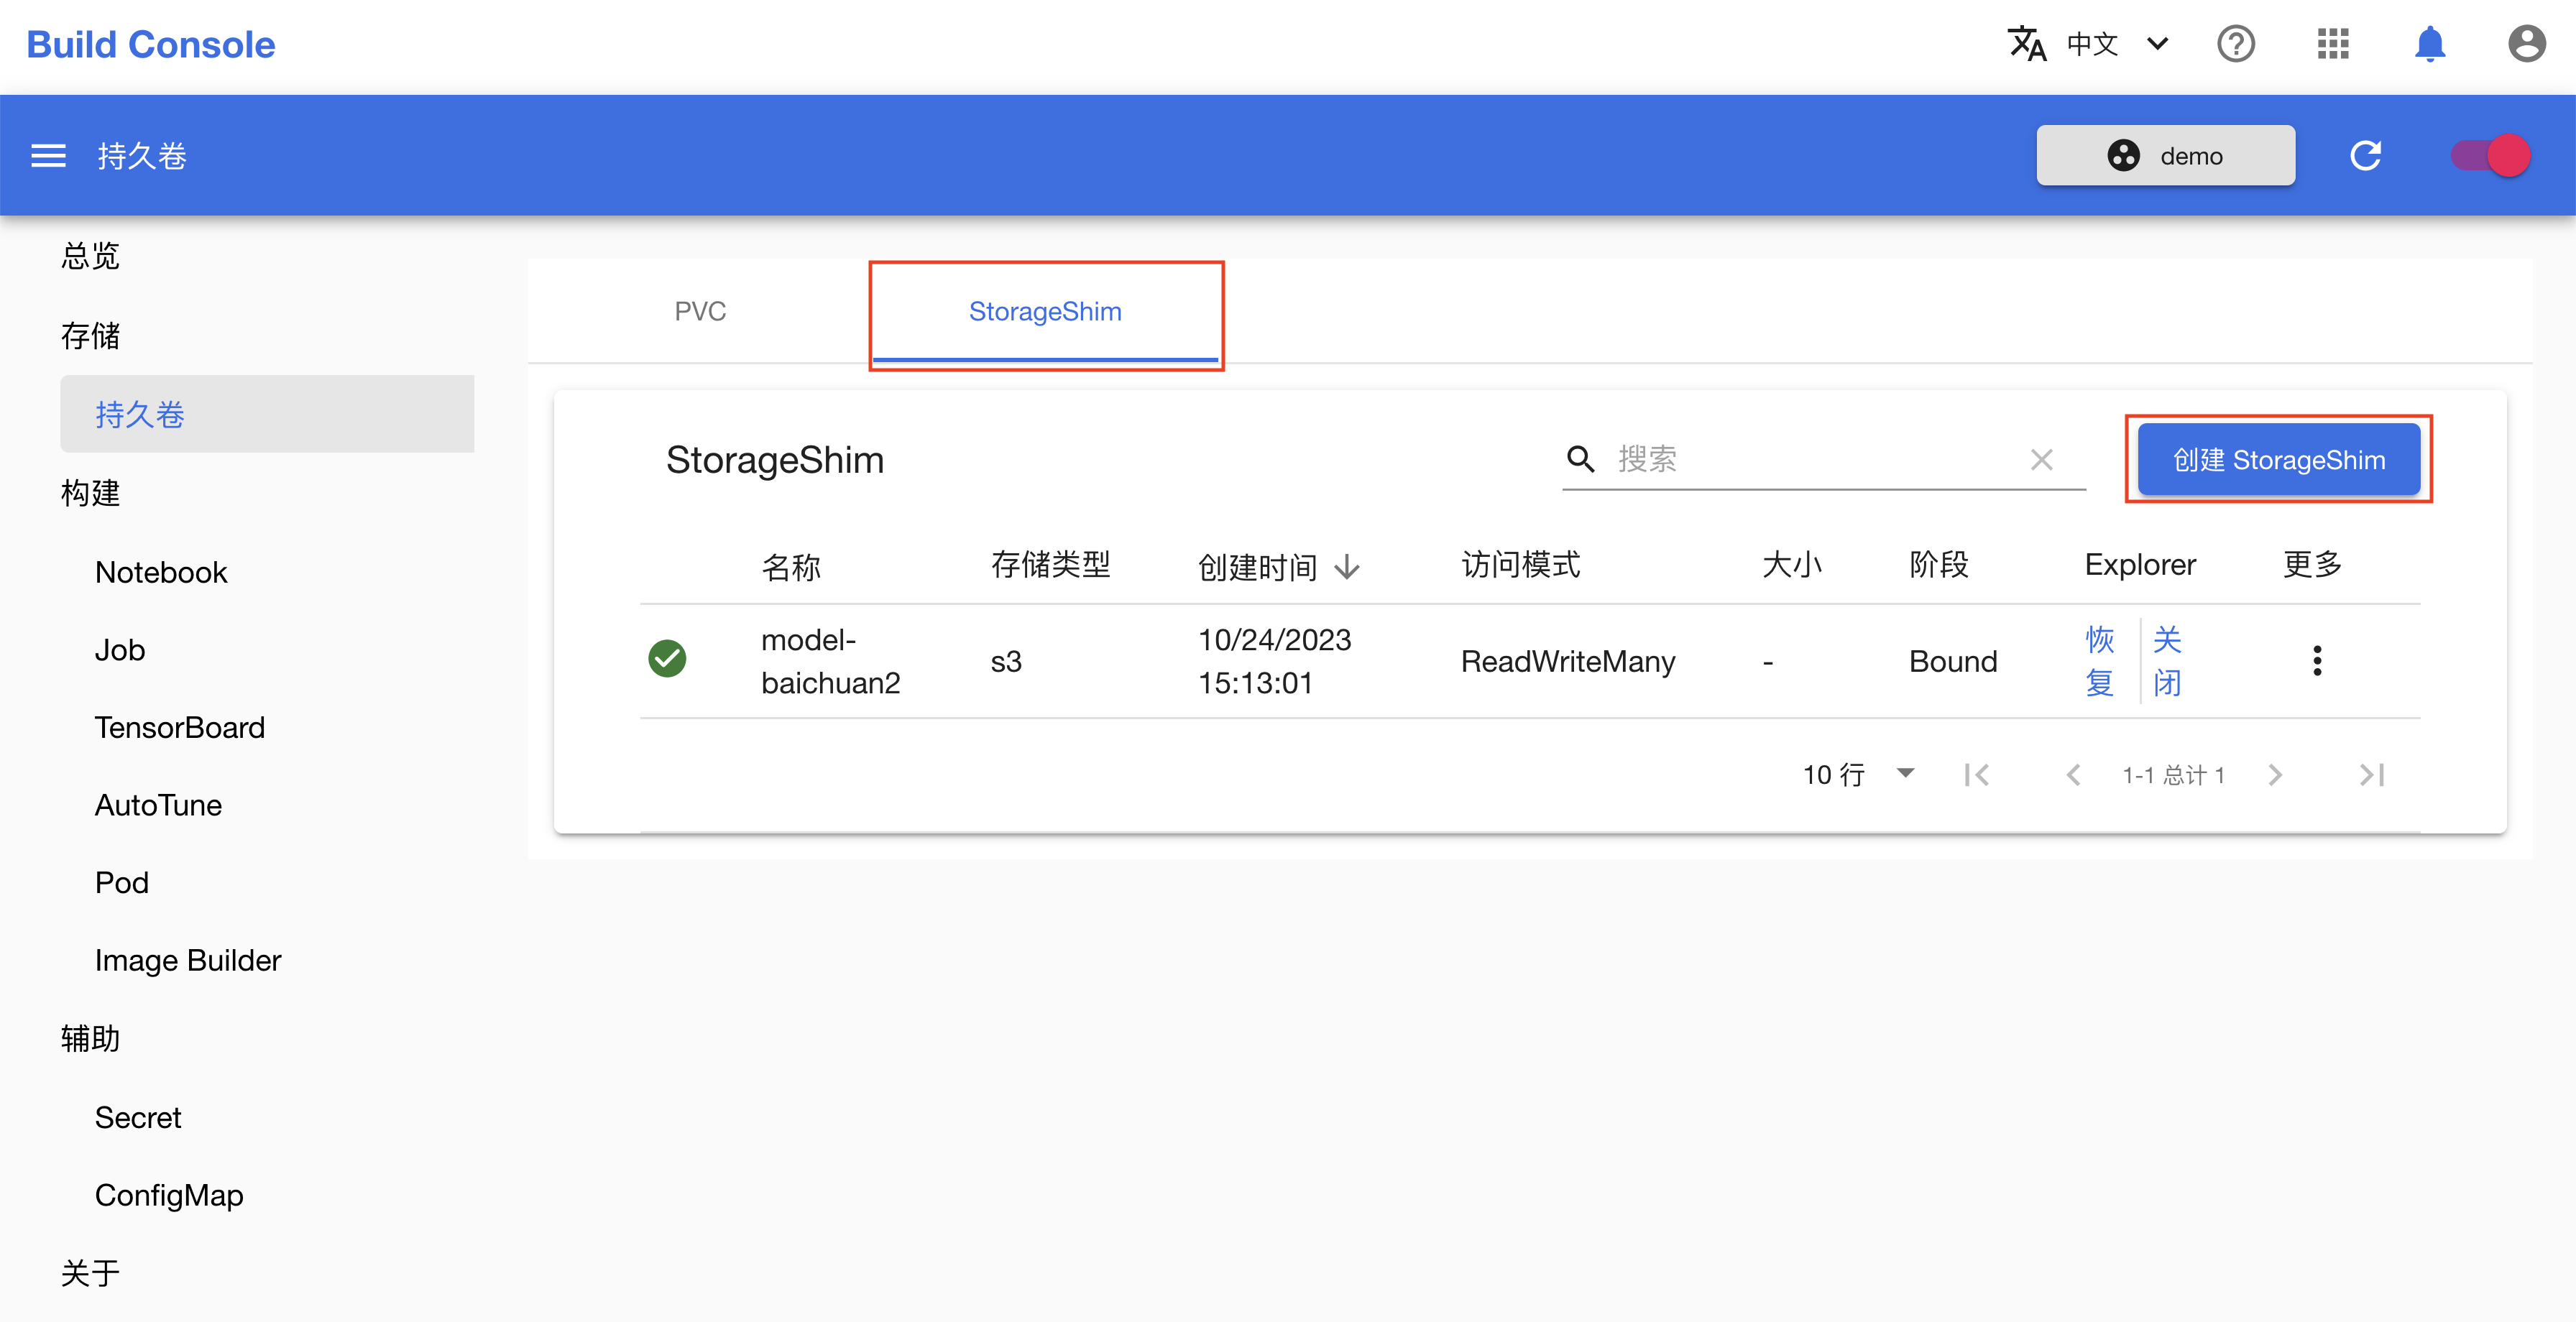 Build Console
中文
持久卷
demo
总览
存储
持久卷
构建
Notebook
Job
TensorBoard
AutoTune
Pod
Image Builder
辅助
Secret
ConfigMap
关于
PVC
StorageShim
StorageShim
搜索
创建 StorageShim
名称
存储类型
创建时间
访问模式
大小
阶段
Explorer
更多
model-
baichuan2
s3
10/24/2023
15:13:01
ReadWriteMany
-
Bound
恢
复
关
闭
10 行
1-1 总计 1